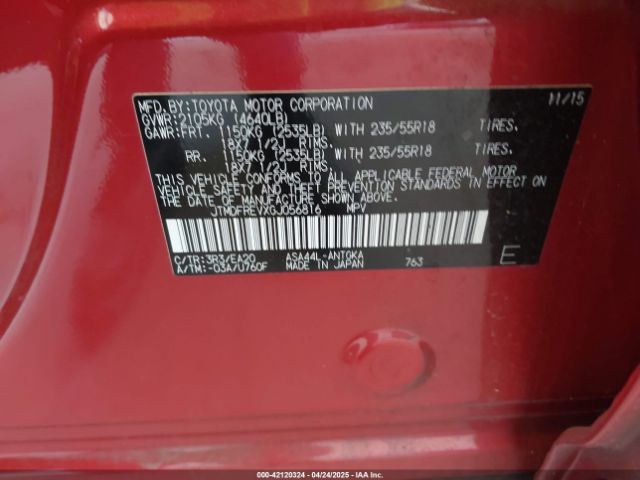 MFD. BY: TOYOTA MOTOR CORPORATION 11/15
GVWR: 2105KG (4640LB)
GAWR: FRT. 1150KG (2535LB) WITH 235/55R18 TIRES.
18X7 1/2J RIMS.
RR. 1150KG (2535LB) WITH 235/55R18 TIRES.
18X7 1/2J RIMS.
THIS VEHICLE CONFORMS TO ALL APPLICABLE FEDERAL MOTOR
VEHICLE SAFETY AND THEFT PREVENTION STANDARDS IN EFFECT ON
THE DATE OF MANUFACTURE SHOWN ABOVE.
JTMDFREVXGJ056816 MPV
C/TR: 3R3/EA20 ASA44L-ANTGKA
A/TM: -03A/U760F MADE IN JAPAN 763 E
000-42120324 - 04/24/2025 - IAAI.com